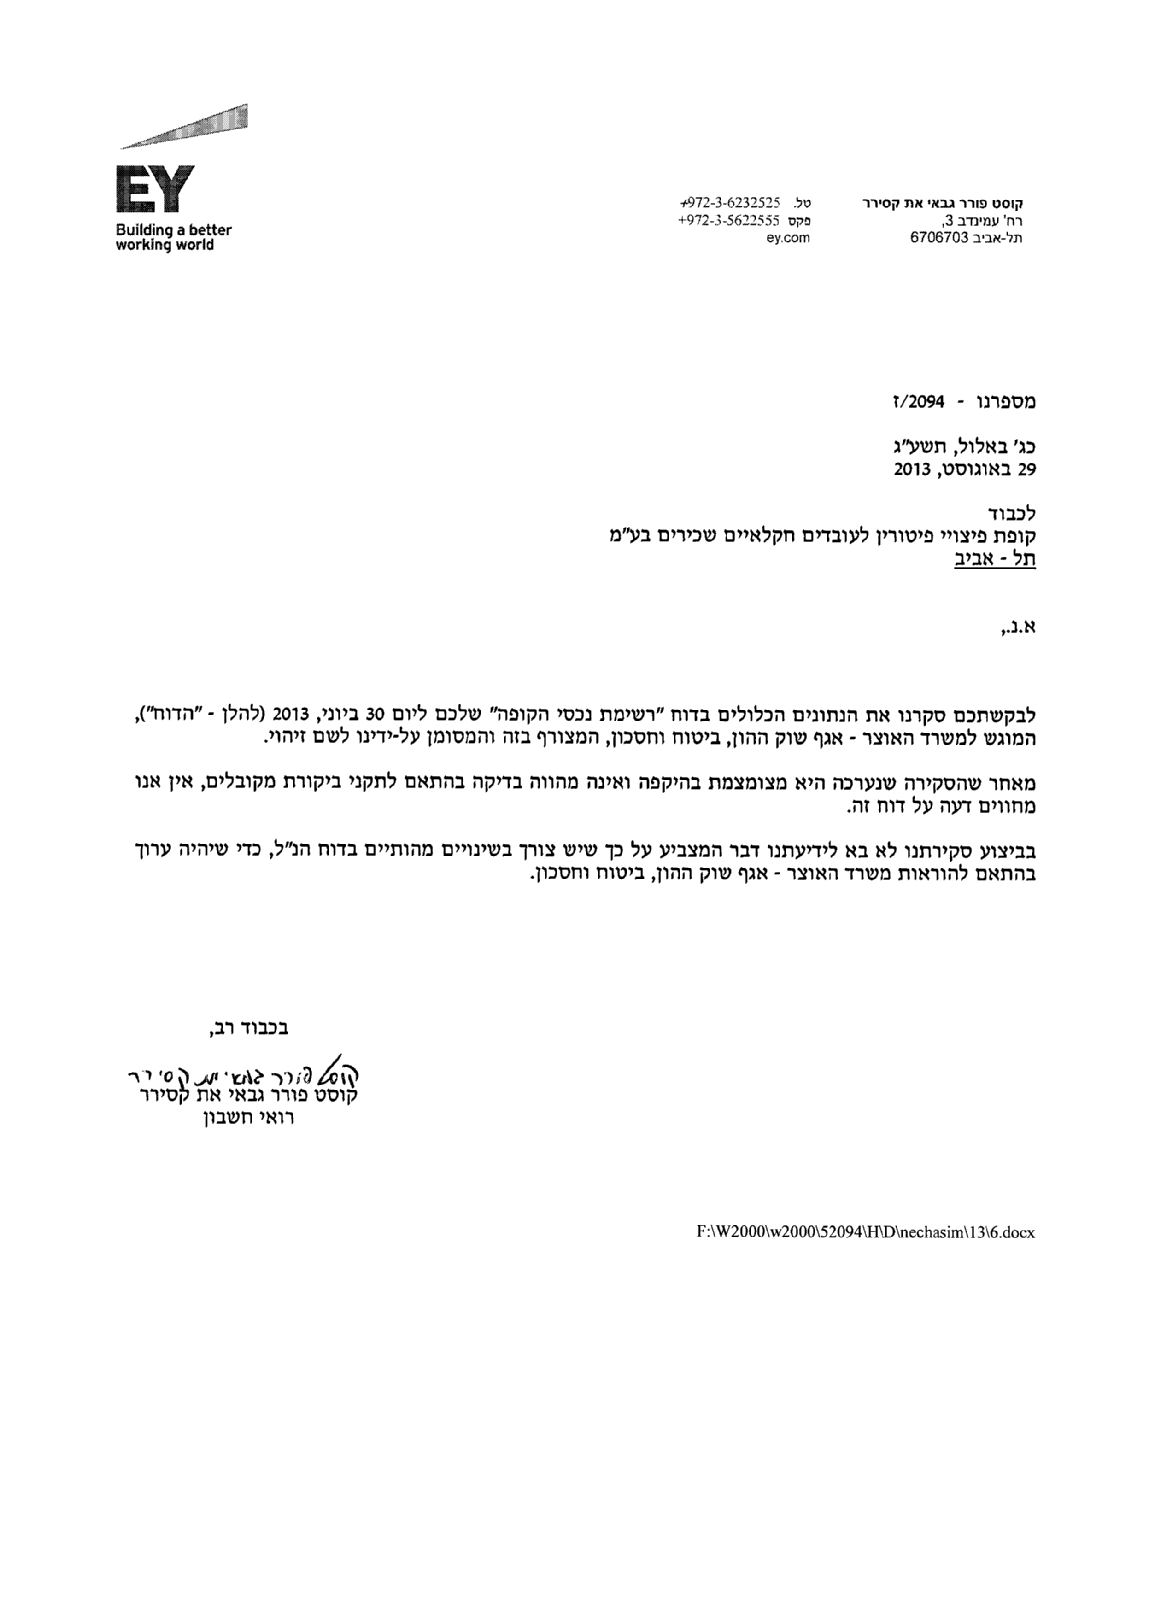 EY
Building a better
working world
קוסט פורר גבאי את קסירר
רח' עמינדב 3,
תל-אביב 6706703
טל. +972-3-6232525
פקס +972-3-5622555
ey.com
מספרנו - 2094/ז
כג' באלול, תשע"ג
29 באוגוסט, 2013
לכבוד
קופת פיצויי פיטורין לעובדים חקלאיים שכירים בע"מ
תל - אביב
א.נ.,
לבקשתכם סקרנו את הנתונים הכלולים בדוח "רשימת נכסי הקופה" שלכם ליום 30 ביוני, 2013 (להלן - "הדוח"),
המוגש למשרד האוצר - אגף שוק ההון, ביטוח וחסכון, המצורף בזה והמסומן על-ידינו לשם זיהוי.
מאחר שהסקירה שנערכה היא מצומצמת בהיקפה ואינה מהווה בדיקה בהתאם לתקני ביקורת מקובלים, אין אנו
מחווים דעה על דוח זה.
בביצוע סקירתנו לא בא לידיעתנו דבר המצביע על כך שיש צורך בשינויים מהותיים בדוח הנ"ל, כדי שיהיה ערוך
בהתאם להוראות משרד האוצר - אגף שוק ההון, ביטוח וחסכון.
בכבוד רב,
קוסט פורר גבאי את קסירר
קוסט פורר גבאי את קסירר
רואי חשבון
F:\W2000\w2000\52094\H\D\nechasim\13\6.docx